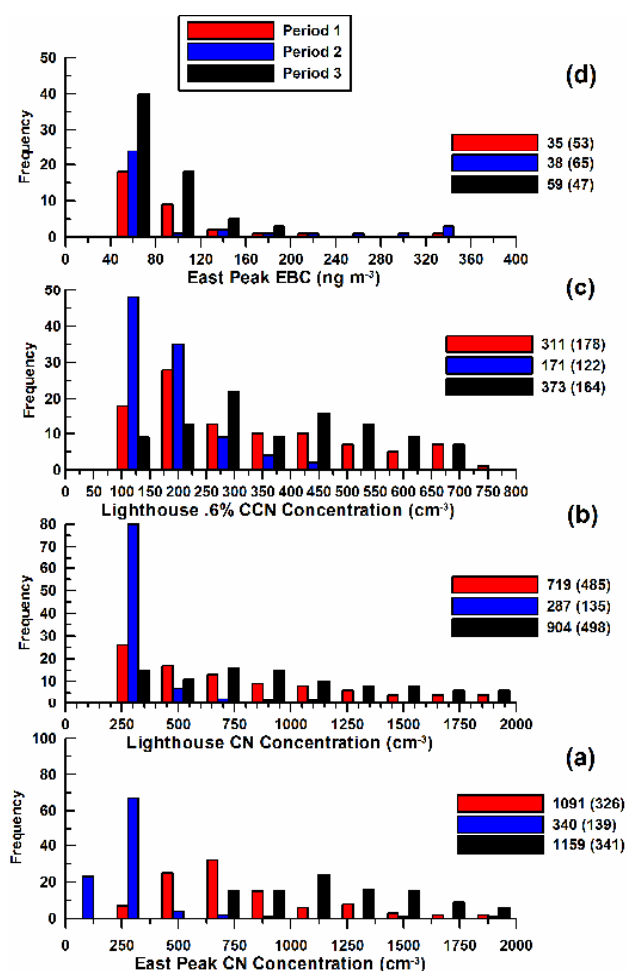 Period 1
Period 2
Period 3
(d)
50
40
30
20
10
0
Frequency
35 (53)
38 (65)
59 (47)
0 40 80 120 160 200 240 280 320 360 400
East Peak EBC (ng m-3)
(c)
50
40
30
20
10
0
Frequency
311 (178)
171 (122)
373 (164)
0 50 100 150 200 250 300 350 400 450 500 550 600 650 700 750 800
Lighthouse .6% CCN Concentration (cm-3)
(b)
80
70
60
50
40
30
20
10
0
Frequency
719 (485)
287 (135)
904 (498)
0 250 500 750 1000 1250 1500 1750 2000
Lighthouse CN Concentration (cm-3)
(a)
100
80
60
40
20
0
Frequency
1091 (326)
340 (139)
1159 (341)
0 250 500 750 1000 1250 1500 1750 2000
East Peak CN Concentration (cm-3)